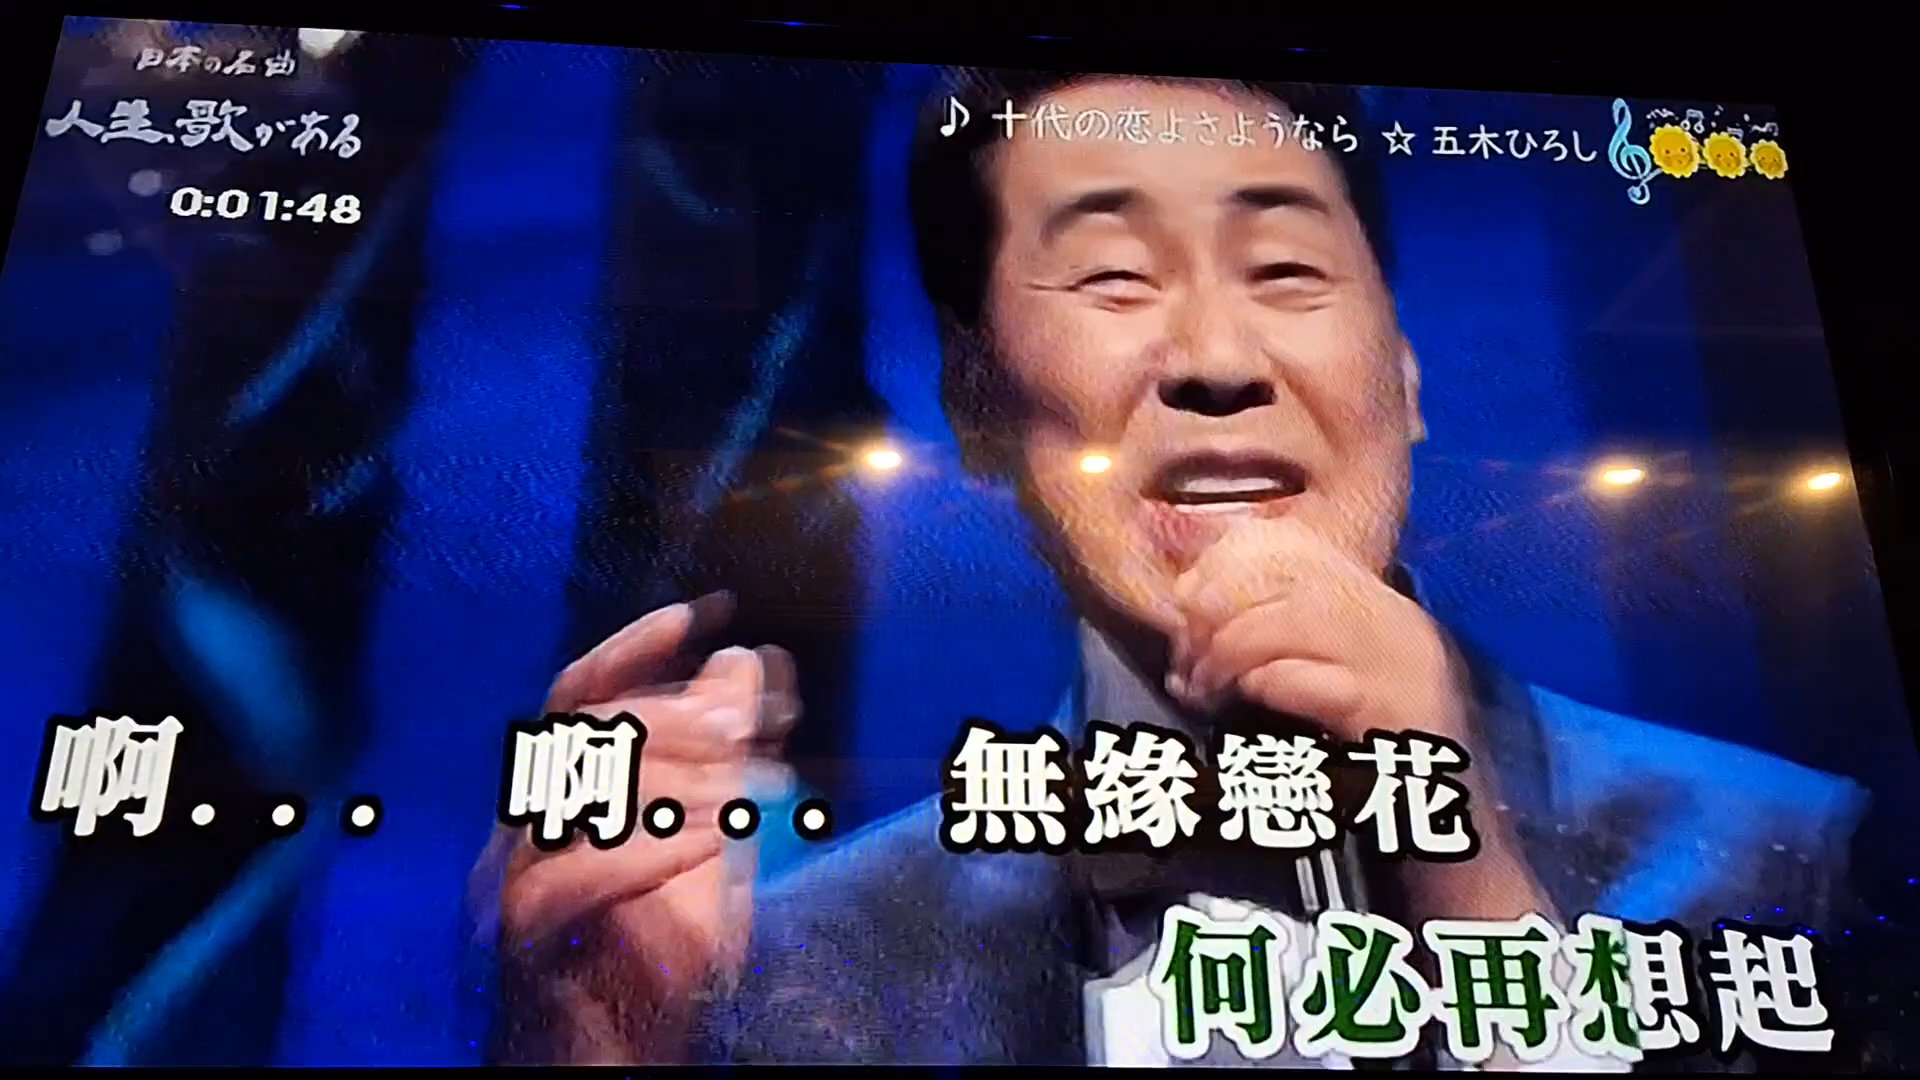 日本の名曲
人生、歌がある
0:01:48
♪ 十代の恋よさようなら ☆ 五木ひろし
啊... 啊... 無緣戀花
何必再想起